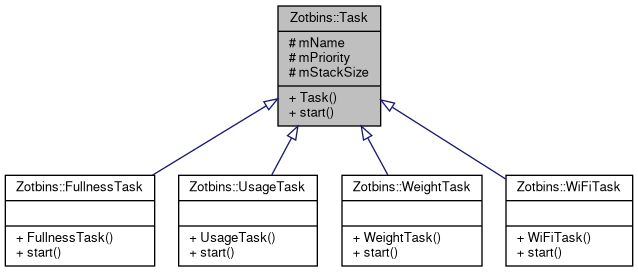 Zotbins::Task
# mName
# mPriority
# mStackSize
+ Task()
+ start()
Zotbins::FullnessTask
+ FullnessTask()
+ start()
Zotbins::UsageTask
+ UsageTask()
+ start()
Zotbins::WeightTask
+ WeightTask()
+ start()
Zotbins::WiFiTask
+ WiFiTask()
+ start()